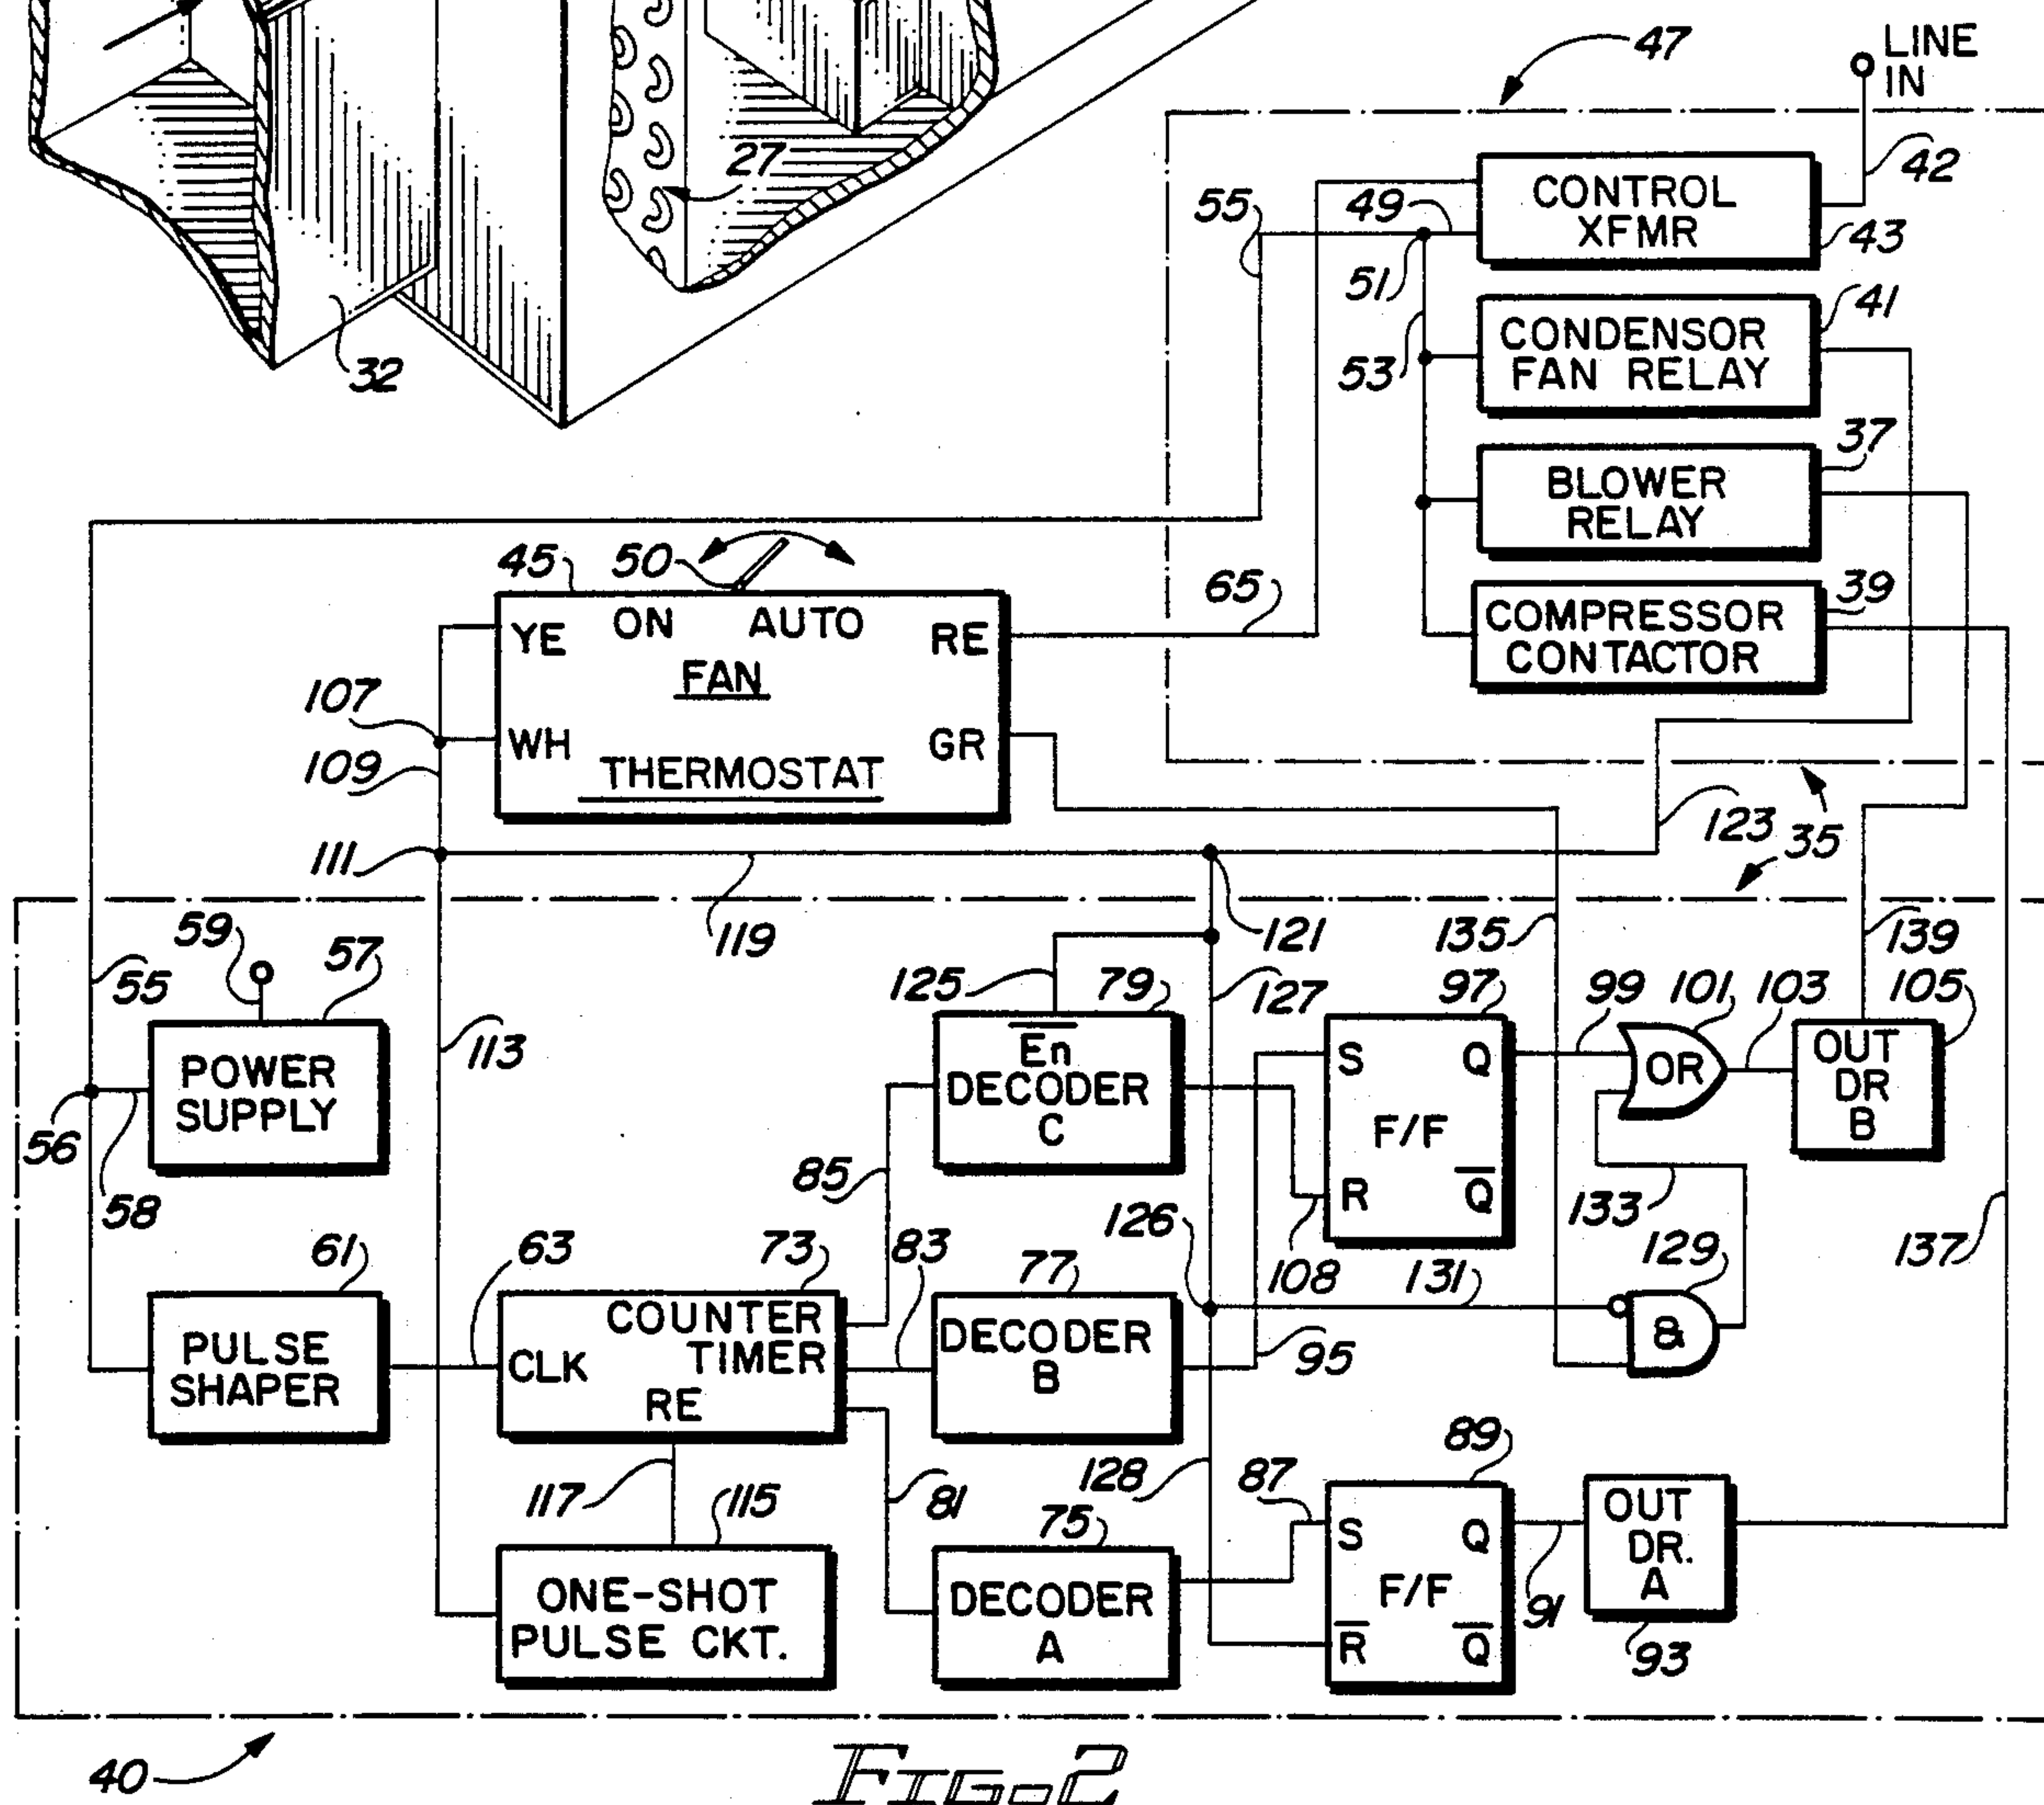 47
LINE
IN
27
42
CONTROL
XFMR
43
55
49
51
41
CONDENSOR
FAN RELAY
53
32
37
BLOWER
RELAY
45
50
65
39
COMPRESSOR
CONTACTOR
YE
ON
AUTO
RE
FAN
107
WH
GR
109
THERMOSTAT
123
35
111
119
121
135
139
59
57
55
125
79
127
97
99
101
103
105
113
POWER
SUPPLY
En
DECODER
C
S
Q
F/F
R
Q
OR
OUT
DR
B
56
58
85
133
126
129
137
61
63
73
83
77
108
131
PULSE
SHAPER
COUNTER
TIMER
CLK
RE
DECODER
B
95
&
117
115
81
128
87
89
75
ONE-SHOT
PULSE CKT.
DECODER
A
S
Q
F/F
R
Q
91
OUT
DR.
A
93
40
FIG-2